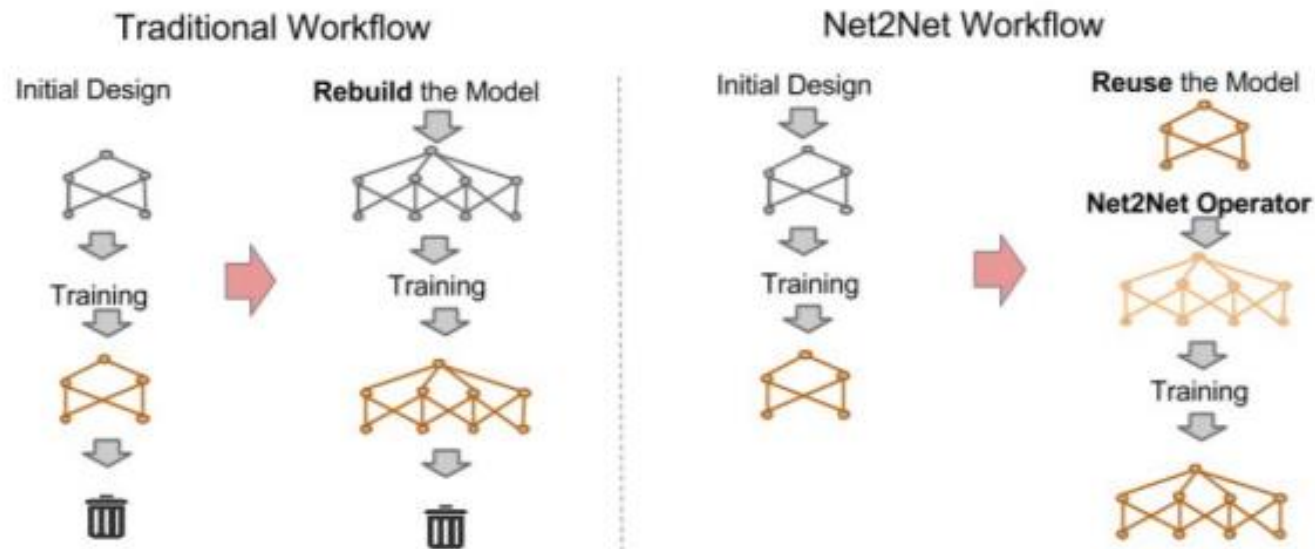 Traditional Workflow
Initial Design
Rebuild the Model
Training
Training
Net2Net Workflow
Initial Design
Reuse the Model
Net2Net Operator
Training
Training